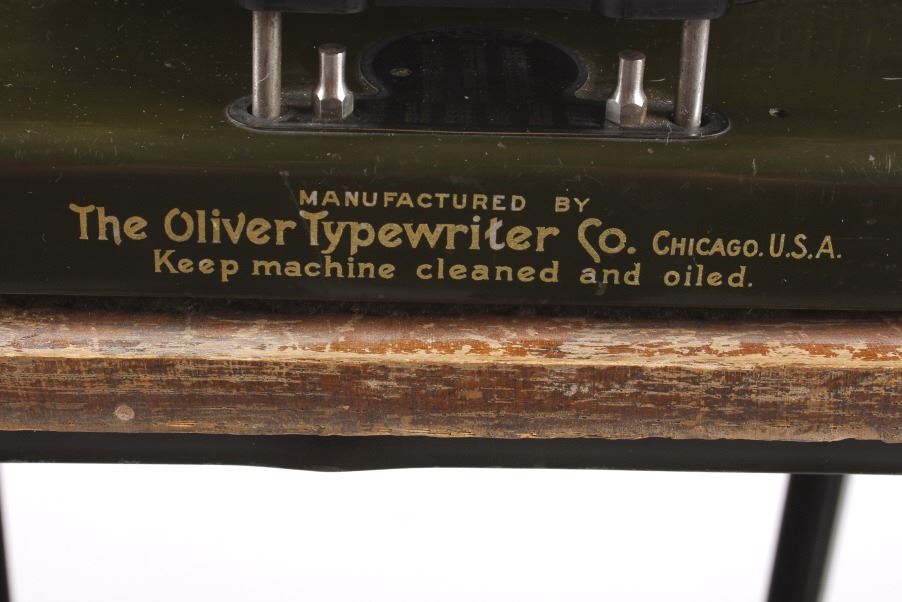 MANUFACTURED BY
The Oliver Typewriter Co. CHICAGO. U.S.A.
Keep machine cleaned and oiled.